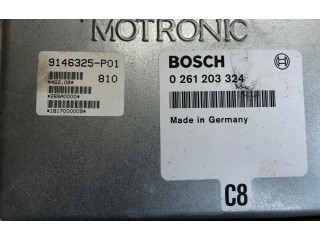 MOTRONIC
9146325-P01
810
BOSCH
0 261 203 324
Made in Germany
C8